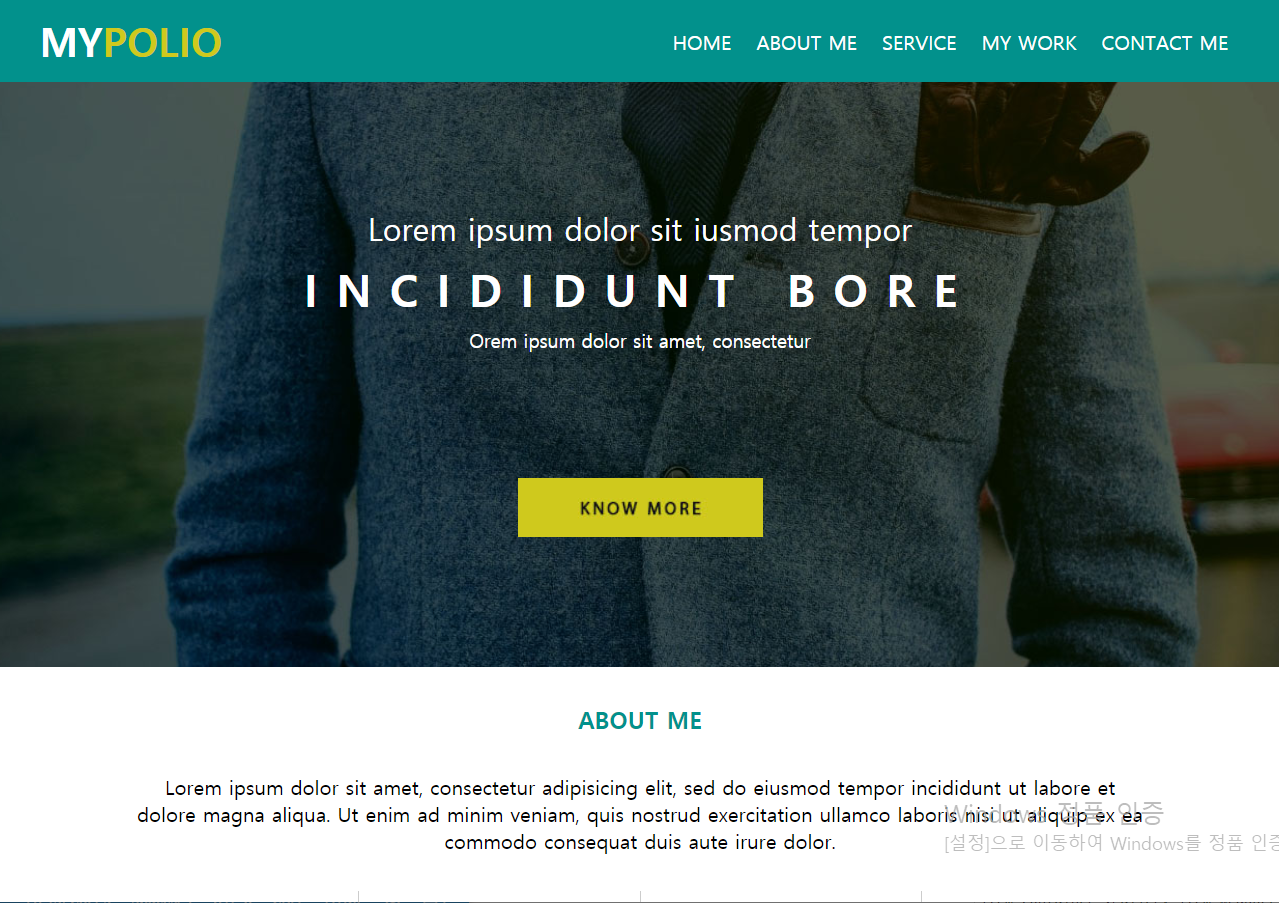 MYPOLIO
HOME ABOUT ME SERVICE MY WORK CONTACT ME
Lorem ipsum dolor sit iusmod tempor
INCIDIDUNT BORE
Orem ipsum dolor sit amet, consectetur
KNOW MORE
ABOUT ME
Lorem ipsum dolor sit amet, consectetur adipisicing elit, sed do eiusmod tempor incididunt ut labore et
dolore magna aliqua. Ut enim ad minim veniam, quis nostrud exercitation ullamco laboris nisi ut aliquip ex ea
commodo consequat duis aute irure dolor.
Windows 정품 인증
[설정]으로 이동하여 Windows를 정품 인증